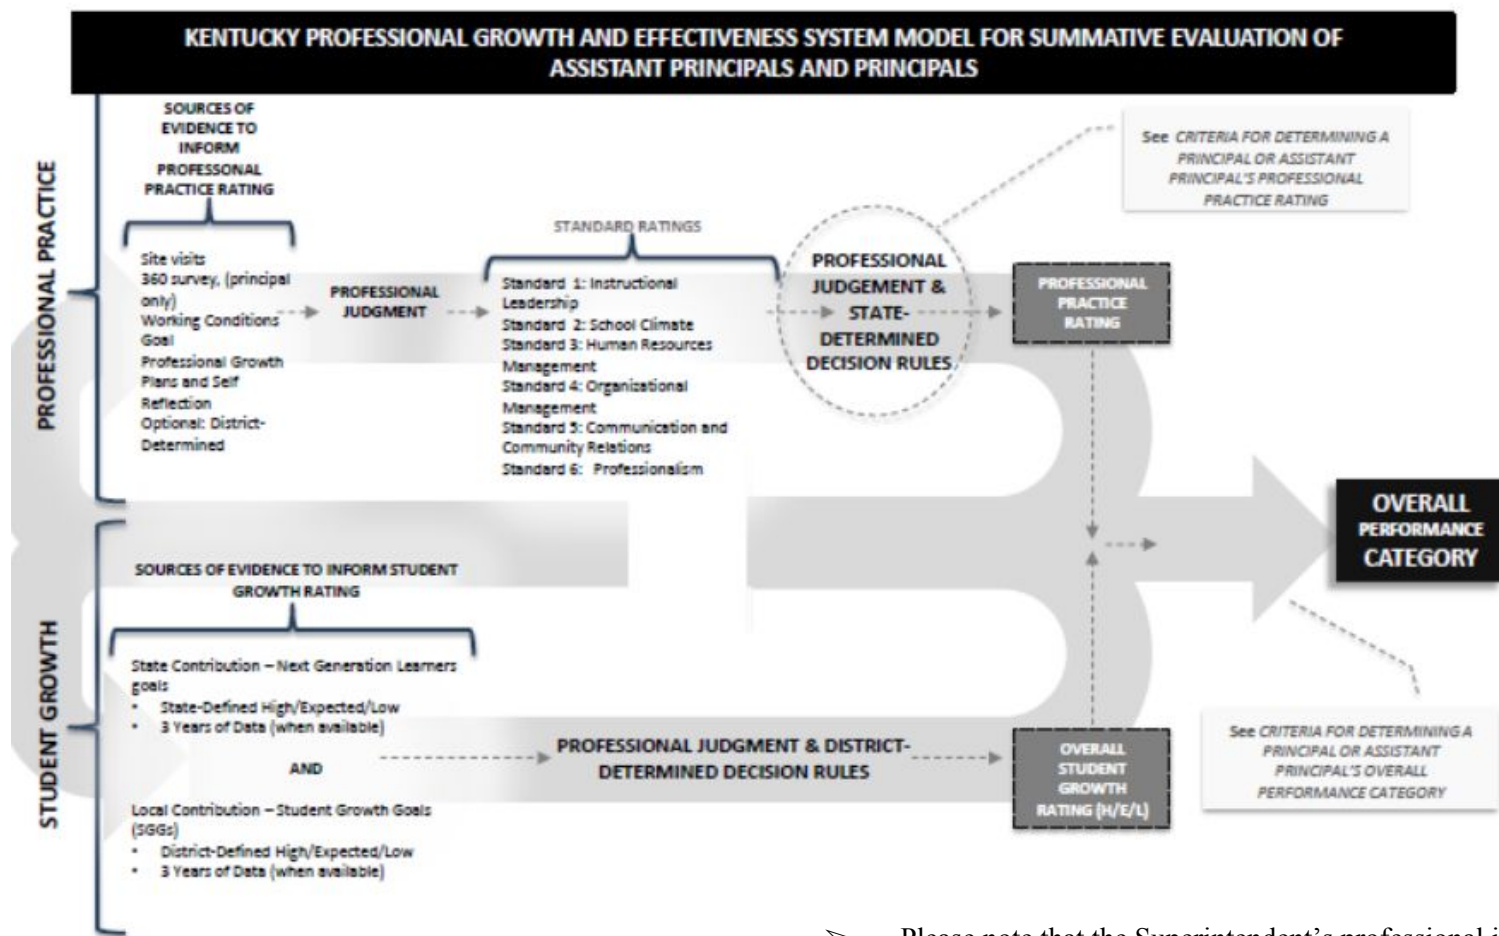 KENTUCKY PROFESSIONAL GROWTH AND EFFECTIVENESS SYSTEM MODEL FOR SUMMATIVE EVALUATION OF
ASSISTANT PRINCIPALS AND PRINCIPALS
PROFESSIONAL PRACTICE
SOURCES OF
EVIDENCE TO
INFORM
PROFESSIONAL
PRACTICE RATING
Site visits
360 survey, (principal
only)
Working Conditions
Goal
Professional Growth
Plans and Self
Reflection
Optional: District-
Determined
PROFESSIONAL
JUDGMENT
STANDARD RATINGS
Standard 1: Instructional
Leadership
Standard 2: School Climate
Standard 3: Human Resources
Management
Standard 4: Organizational
Management
Standard 5: Communication and
Community Relations
Standard 6: Professionalism
PROFESSIONAL
JUDGEMENT &
STATE-
DETERMINED
DECISION RULES
See CRITERIA FOR DETERMINING A
PRINCIPAL OR ASSISTANT
PRINCIPAL'S PROFESSIONAL
PRACTICE RATING
PROFESSIONAL
PRACTICE
RATING
OVERALL
PERFORMANCE
CATEGORY
STUDENT GROWTH
SOURCES OF EVIDENCE TO INFORM STUDENT
GROWTH RATING
State Contribution – Next Generation Learners
goals
• State-Defined High/Expected/Low
• 3 Years of Data (when available)
AND
Local Contribution – Student Growth Goals
(SGGs)
• District-Defined High/Expected/Low
• 3 Years of Data (when available)
PROFESSIONAL JUDGMENT & DISTRICT-
DETERMINED DECISION RULES
OVERALL
STUDENT
GROWTH
RATING (H/E/L)
See CRITERIA FOR DETERMINING A
PRINCIPAL OR ASSISTANT
PRINCIPAL'S OVERALL
PERFORMANCE CATEGORY
➢ Please note that the Superintendent's professional